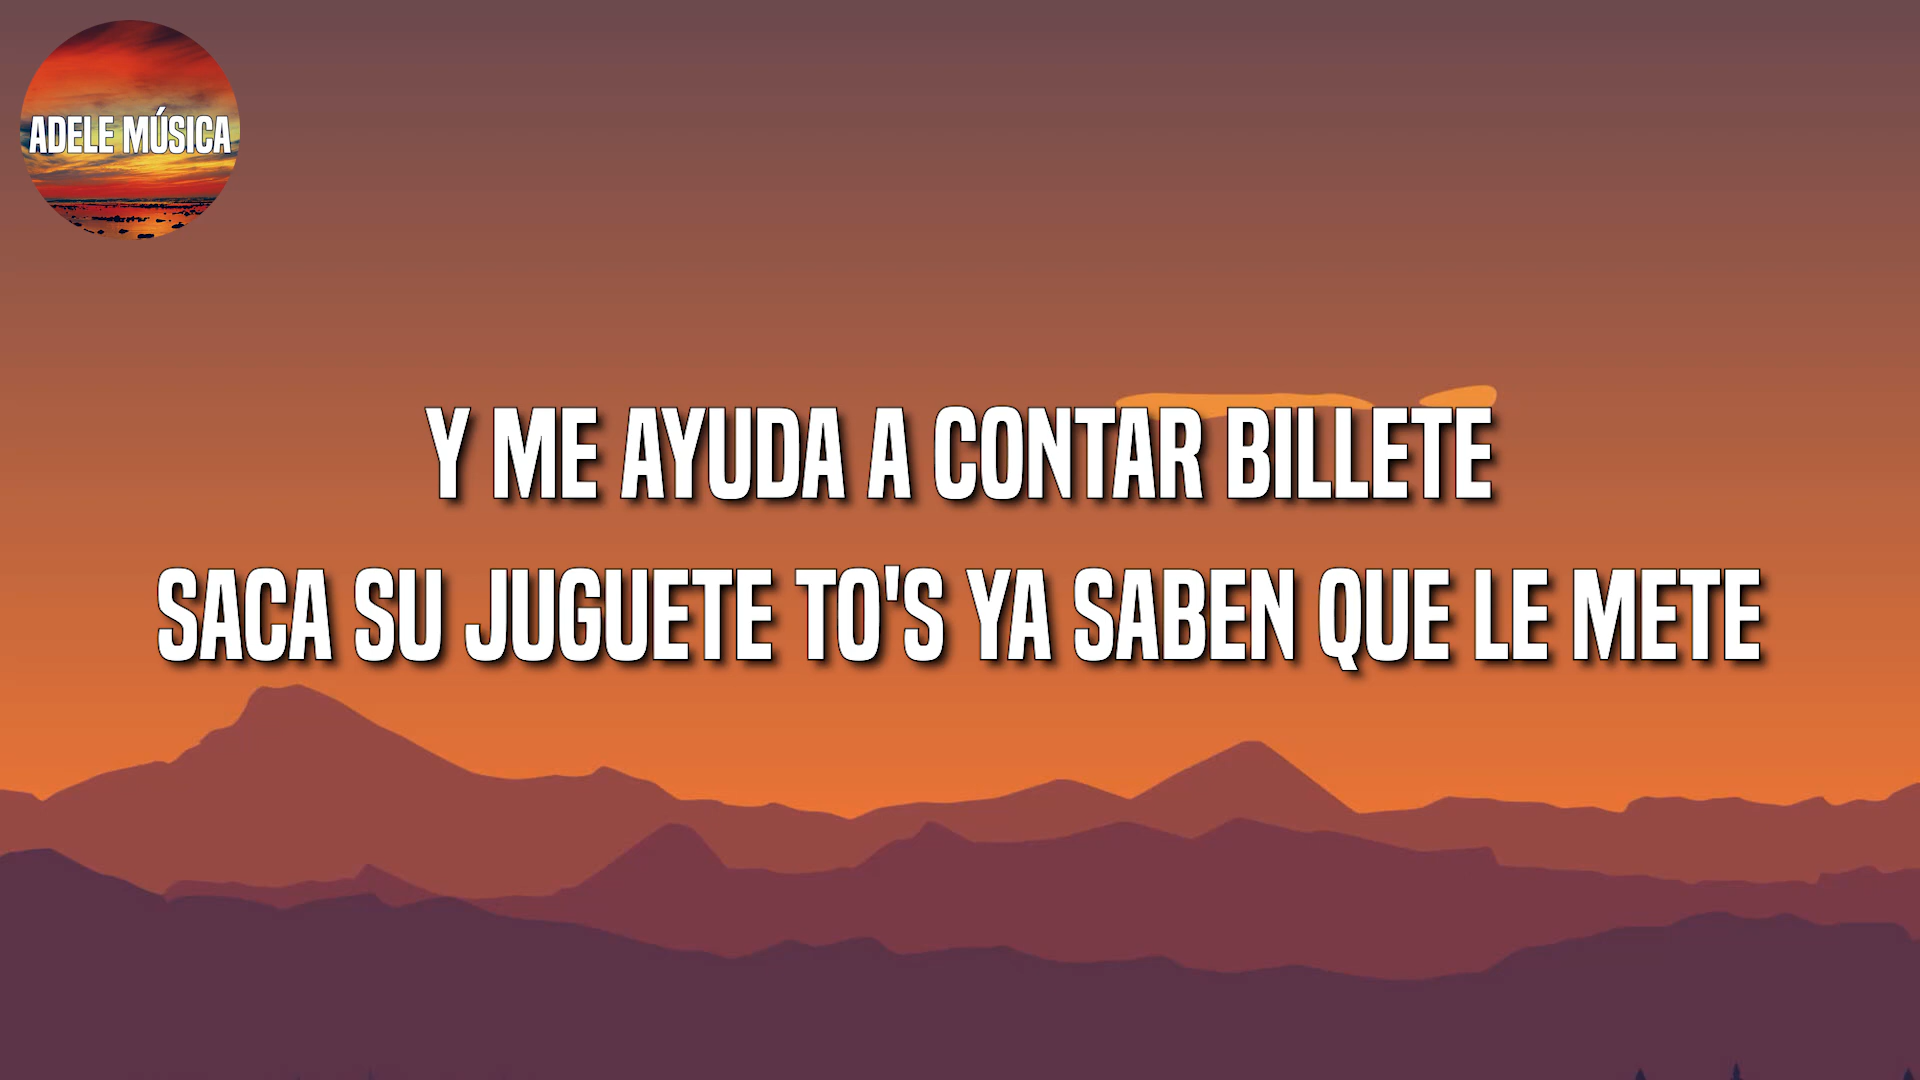 ADELE MÚSICA
Y ME AYUDA A CONTAR BILLETE
SACA SU JUGUETE TO'S YA SABEN QUE LE METE